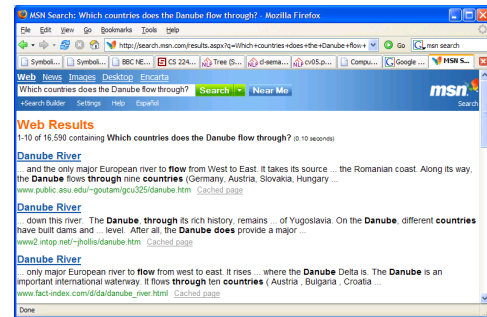 MSN Search: Which countries does the Danube flow through? - Mozilla Firefox
File Edit View Go Bookmarks Tools Help
http://search.msn.com/results.aspx?q=Which+countries+does+the+Danube+flow+ Go msn search
Symboli... Symboli... BBC NE... CS 224... Tree (S... cl-sema... cv05.p... Compu... Google ... MSN S...
Web News Images Desktop Encarta
Which countries does the Danube flow through? Search Near Me msn
+Search Builder Settings Help Español Search
Web Results
1-10 of 16,590 containing Which countries does the Danube flow through? (0.10 seconds)
Danube River
... and the only major European river to flow from West to East. It takes its source ... the Romanian coast. Along its way,
the Danube flows through nine countries (Germany, Austria, Slovakia, Hungary ...
www.public.asu.edu/~goutam/gcu325/danube.htm Cached page
Danube River
... down this river. The Danube, through its rich history, remains ... of Yugoslavia. On the Danube, different countries
have built dams and ... level. After all, the Danube does provide a major ...
www2.intop.net/~jhollis/danube.htm Cached page
Danube River
... only major European river to flow from west to east. It rises ... where the Danube Delta is. The Danube is an
important international waterway. It flows through ten countries ( Austria , Bulgaria , Croatia ...
www.fact-index.com/d/da/danube_river.html Cached page
Done